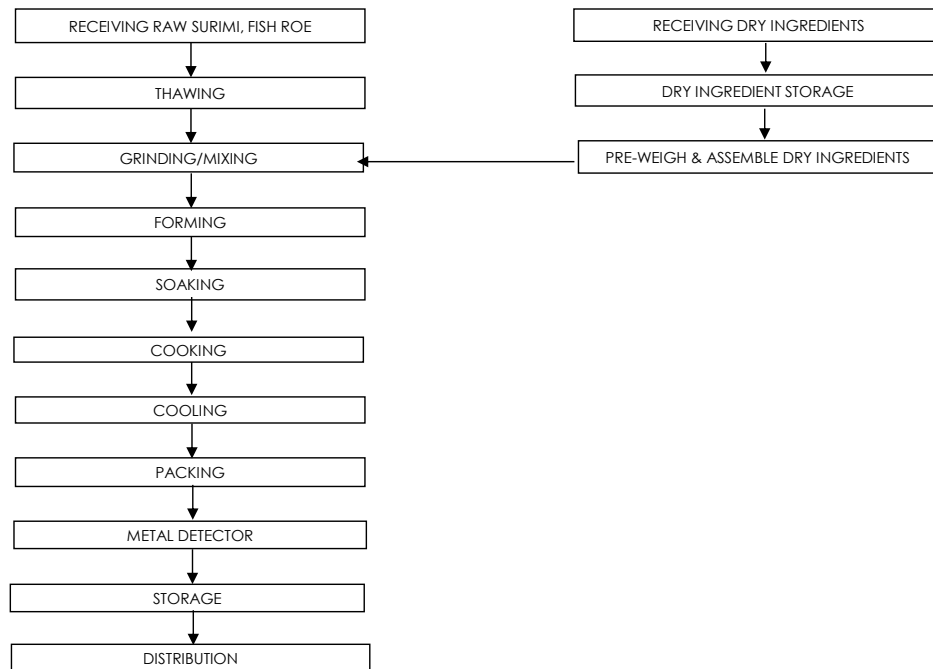 RECEIVING RAW SURIMI, FISH ROE
THAWING
GRINDING/MIXING
FORMING
SOAKING
COOKING
COOLING
PACKING
METAL DETECTOR
STORAGE
DISTRIBUTION
RECEIVING DRY INGREDIENTS
DRY INGREDIENT STORAGE
PRE-WEIGH & ASSEMBLE DRY INGREDIENTS